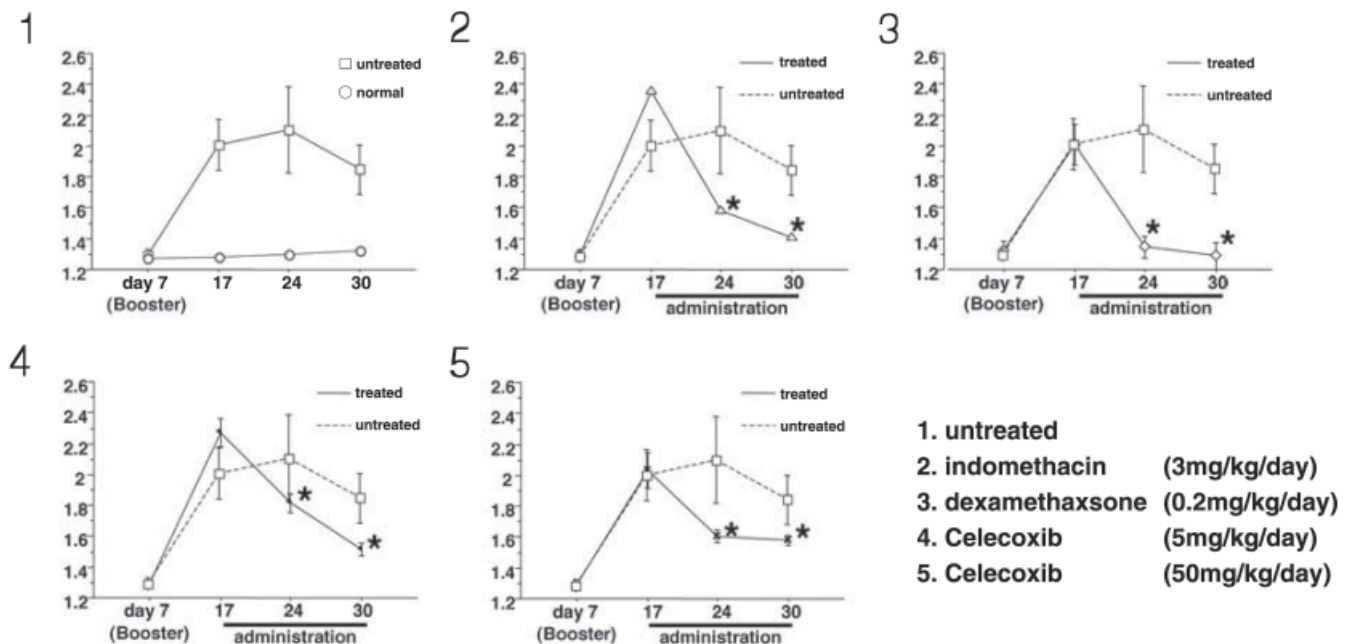 1
2.6
2.4
2.2
2
1.8
1.6
1.4
1.2
untreated
normal
day 7 17 24 30
(Booster)
2
2.6
2.4
2.2
2
1.8
1.6
1.4
1.2
treated
untreated
*
*
day 7 17 24 30
(Booster) administration
3
2.6
2.4
2.2
2
1.8
1.6
1.4
1.2
treated
untreated
*
*
day 7 17 24 30
(Booster) administration
4
2.6
2.4
2.2
2
1.8
1.6
1.4
1.2
treated
untreated
*
*
day 7 17 24 30
(Booster) administration
5
2.6
2.4
2.2
2
1.8
1.6
1.4
1.2
treated
untreated
*
*
day 7 17 24 30
(Booster) administration
1. untreated
2. indomethacin (3mg/kg/day)
3. dexamethaxsone (0.2mg/kg/day)
4. Celecoxib (5mg/kg/day)
5. Celecoxib (50mg/kg/day)